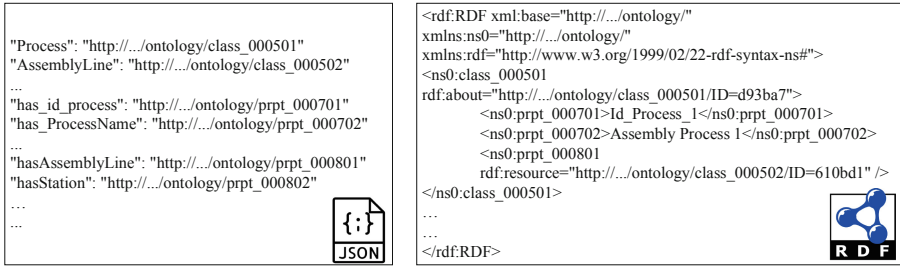 "Process": "http://.../ontology/class_000501"
"AssemblyLine": "http://.../ontology/class_000502"
...
"has_id_process": "http://.../ontology/prpt_000701"
"has_ProcessName": "http://.../ontology/prpt_000702"
...
"hasAssemblyLine": "http://.../ontology/prpt_000801"
"hasStation": "http://.../ontology/prpt_000802"
…
...
{;}
JSON
<rdf:RDF xml:base="http://.../ontology/"
xmlns:ns0="http://.../ontology/"
xmlns:rdf="http://www.w3.org/1999/02/22-rdf-syntax-ns#">
<ns0:class_000501
rdf:about="http://.../ontology/class_000501/ID=d93ba7">
<ns0:prpt_000701>Id_Process_1</ns0:prpt_000701>
<ns0:prpt_000702>Assembly Process 1</ns0:prpt_000702>
<ns0:prpt_000801
rdf:resource="http://.../ontology/class_000502/ID=610bd1" />
</ns0:class_000501>
…
…
</rdf:RDF>
RDF